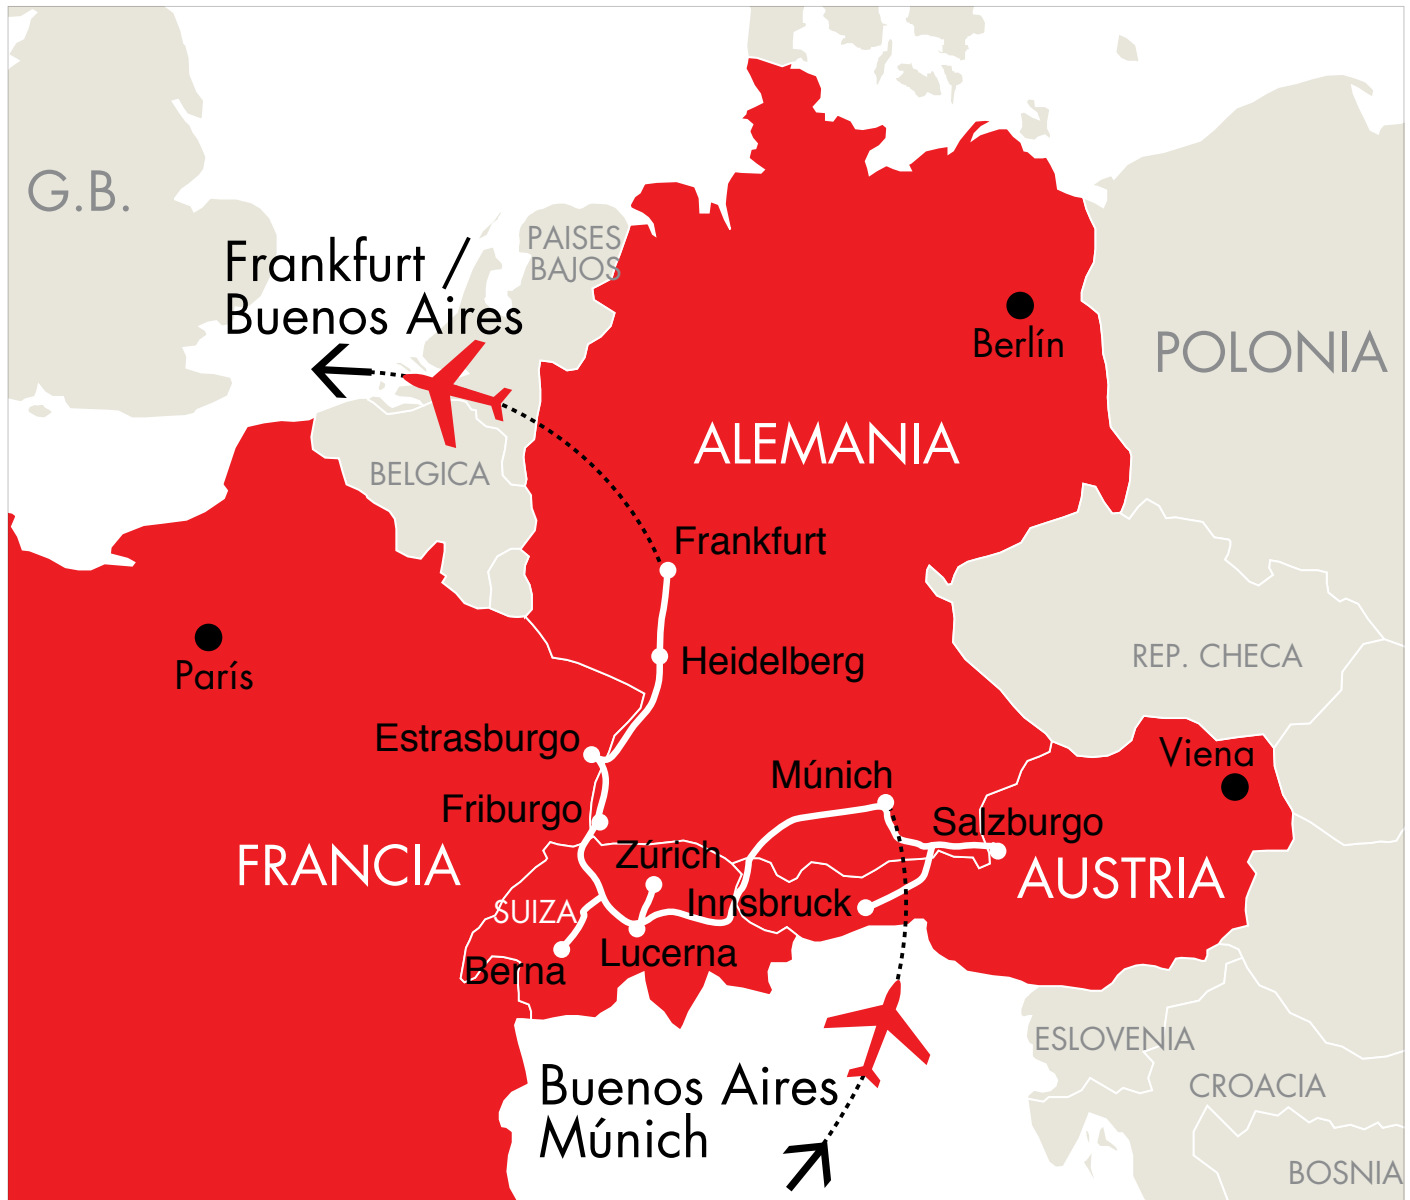 G.B.
PAISES
BAJOS
Frankfurt /
Buenos Aires
Berlín
POLONIA
ALEMANIA
BELGICA
Frankfurt
París
Heidelberg
REP. CHECA
Estrasburgo
Viena
Múnich
Friburgo
Salzburgo
Zúrich
FRANCIA
AUSTRIA
SUIZA
Innsbruck
Lucerna
Berna
ESLOVENIA
Buenos Aires
Múnich
CROACIA
BOSNIA